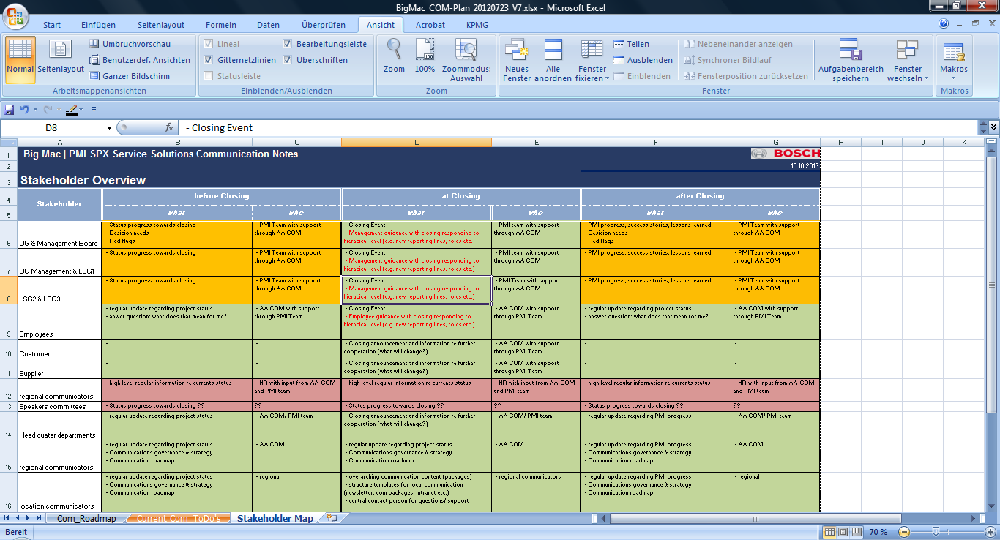 BigMac_COM-Plan_20120723_V7.xlsx - Microsoft Excel
Start Einfügen Seitenlayout Formeln Daten Überprüfen Ansicht Acrobat KPMG
Normal Seitenlayout Umbruchvorschau Benutzerdef. Ansichten Ganzer Bildschirm
Arbeitsmappenansichten
Lineal Bearbeitungsleiste
Gitternetzlinien Überschriften
Statusleiste
Einblenden/Ausblenden
Zoom 100% Zoommodus: Auswahl
Zoom
Neues Fenster Alle anordnen Fenster fixieren
Teilen Ausblenden Einblenden
Nebeneinander anzeigen
Synchroner Bildlauf
Fensterposition zurücksetzen
Aufgabenbereich speichern Fenster wechseln
Fenster
Makros
Makros
D8 fx - Closing Event
A B C D E F G H I J K
1 Big Mac | PMI SPX Service Solutions Communication Notes BOSCH
2 10.10.2013
3 Stakeholder Overview
4 Stakeholder before Closing at Closing after Closing
5 what who what who what who
6 DG & Management Board
- Status progress towards closing
- Desicion needs
- Red flags
- PMI Team with support
through AA COM
- Closing Event
- Management guidance with closing responding to
hieracical level (e.g. new reporting lines, roles etc.)
- PMI team with support
through AA COM
- PMI progress, success stories, lessons learned
- Desicion needs
- Red flags
- PMI Team with support
through AA COM
7 DG Management & LSG1
- Status progress towards closing
- PMI Team with support
through AA COM
- Closing Event
- Management guidance with closing responding to
hieracical level (e.g. new reporting lines, roles etc.)
- PMI team with support
through AA COM
- PMI progress, success stories, lessons learned
- PMI Team with support
through AA COM
8 LSG2 & LSG3
- Status progress towards closing
- PMI Team with support
through AA COM
- Closing Event
- Management guidance with closing responding to
hieracical level (e.g. new reporting lines, roles etc.)
- PMI Team with support
through AA COM
- PMI progress, success stories, lessons learned
- PMI Team with support
through AA COM
9 Employees
- regular update regarding project status
- anwer question: what does that mean for me?
- AA COM with support
through PMI Team
- Closing Event
- Employee guidance with closing responding to
hieracical level (e.g. new reporting lines, roles etc.)
- AA COM with support
through PMI Team
- regular update regarding project status
- answer question: what does that mean for me?
- AA COM with support
through PMI Team
10 Customer
-
-
- Closing announcement and information re further
cooperation (what will change?)
- AA COM with support
through PMI Team
-
-
11 Supplier
-
-
- Closing announcement and information re further
cooperation (what will change?)
- AA COM with support
through PMI Team
-
-
12 regional communicators
- high level regular information re currents status
- HR with input from AA-COM
and PMI team
- high level regular information re currents status
- HR with input from AA-COM
and PMI team
- high level regular information re currents status
- HR with input from AA-COM
and PMI team
13 Speakers committees
- Status progress towards closing ??
??
- Status progress towards closing ??
??
- Status progress towards closing ??
??
14 Head quater departments
- regular update regarding project status
- AA COM/ PMI team
- Closing announcement and information re further
cooperation (what will change?)
- AA COM/ PMI team
- regular update regarding PMI progress
- AA COM/ PMI team
15 regional communicators
- regular update regarding project status
- Communications governance & strategy
- Communication roadmap
- AA COM
- regular update regarding project status
- Communications governance & strategy
- Communication roadmap
- AA COM
- regular update regarding PMI progress
- Communications governance & strategy
- Communication roadmap
- AA COM
16 location communicators
- regular update regarding project status
- Communications governance & strategy
- Communication roadmap
- regional
- overarching communication content (packages)
- structure templates for local communication
(newsletter, com packages, intranet etc.)
- central contact person for questions/ support
- regional communicators
- regular update regarding PMI progress
- Communications governance & strategy
- Communication roadmap
- regional
Com_Roadmap Current Com_ToDo's Stakeholder Map
Bereit 70 %